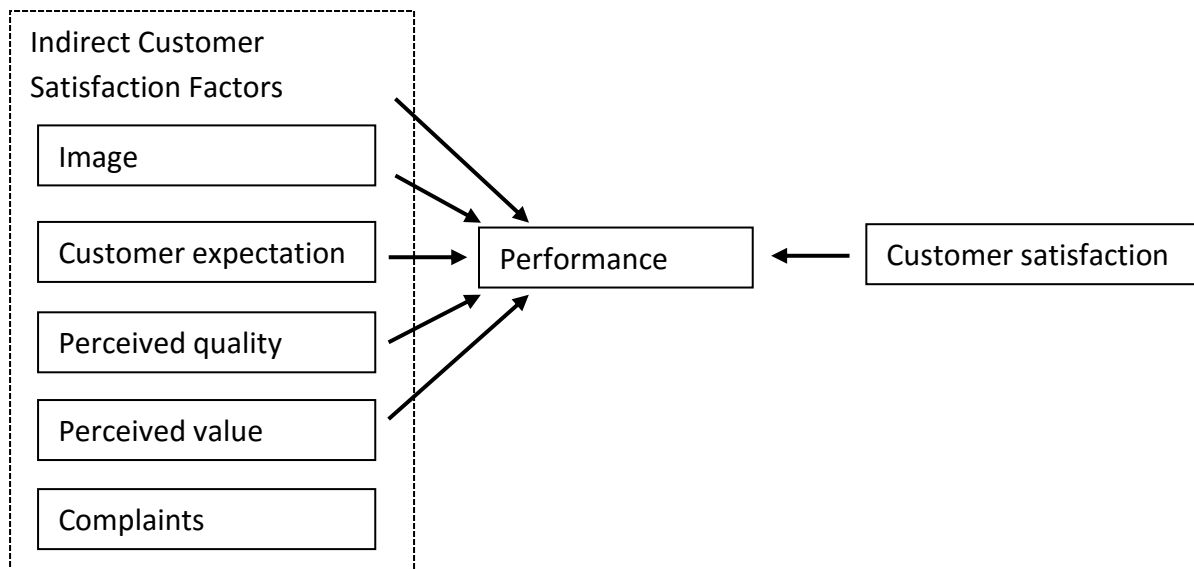 Indirect Customer
Satisfaction Factors
Image
Customer expectation
Perceived quality
Perceived value
Complaints
Performance
Customer satisfaction